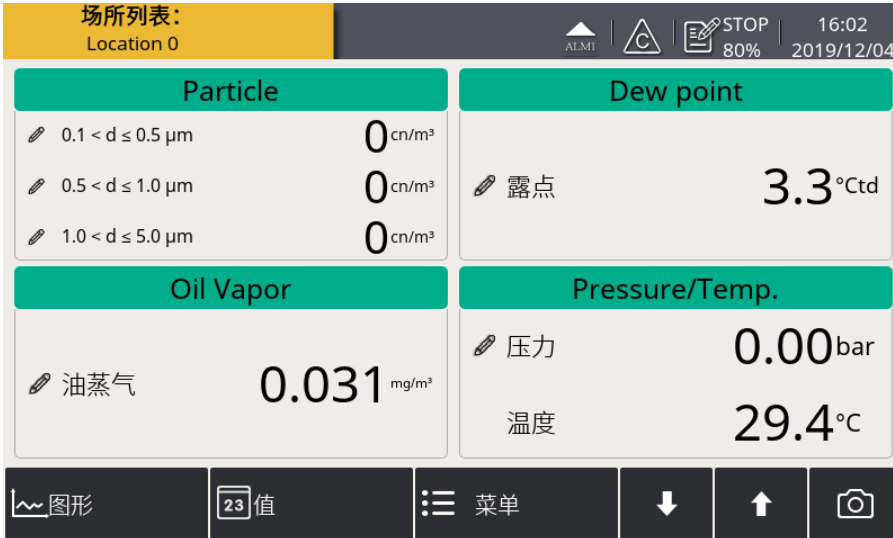 场所列表:
Location 0
ALMI
C
STOP
80%
16:02
2019/12/04
Particle
0.1 < d ≤ 0.5 μm 0 cn/m³
0.5 < d ≤ 1.0 μm 0 cn/m³
1.0 < d ≤ 5.0 μm 0 cn/m³
Dew point
露点 3.3 °Ctd
Oil Vapor
油蒸气 0.031 mg/m³
Pressure/Temp.
压力 0.00 bar
温度 29.4 °C
图形
23 值
菜单